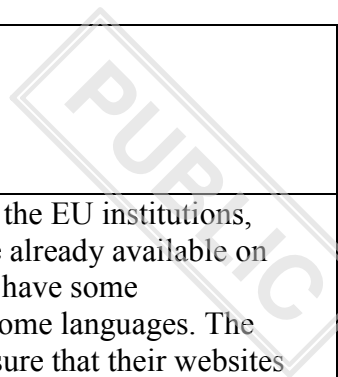 PUBLIC
the EU institutions,
already available on
have some
ome languages. The
sure that their websites